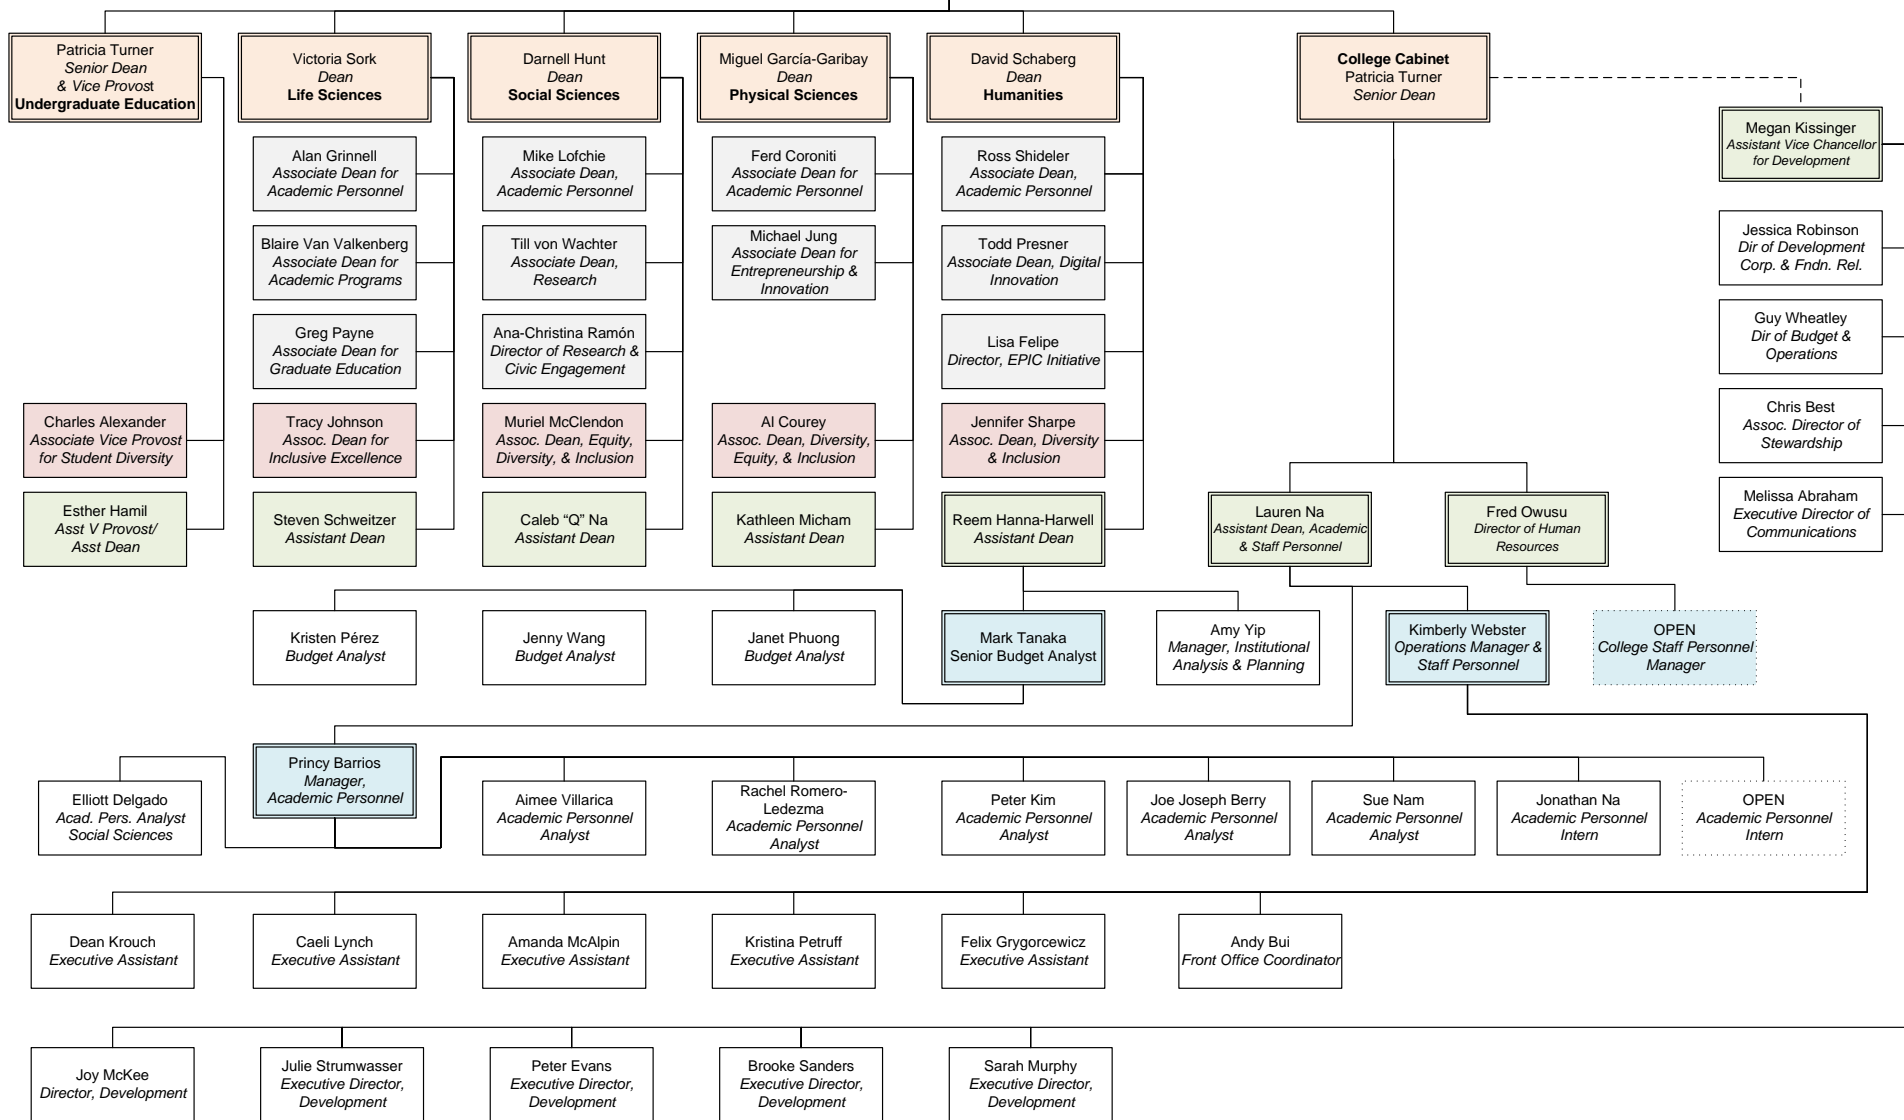 Patricia Turner
Senior Dean
& Vice Provost
Undergraduate Education
Victoria Sork
Dean
Life Sciences
Darnell Hunt
Dean
Social Sciences
Miguel García-Garibay
Dean
Physical Sciences
David Schaberg
Dean
Humanities
College Cabinet
Patricia Turner
Senior Dean
Megan Kissinger
Assistant Vice Chancellor
for Development
Alan Grinnell
Associate Dean for
Academic Personnel
Mike Lofchie
Associate Dean,
Academic Personnel
Ferd Coroniti
Associate Dean for
Academic Personnel
Ross Shideler
Associate Dean,
Academic Personnel
Jessica Robinson
Dir of Development
Corp. & Fndn. Rel.
Blaire Van Valkenberg
Associate Dean for
Academic Programs
Till von Wachter
Associate Dean,
Research
Michael Jung
Associate Dean for
Entrepreneurship &
Innovation
Todd Presner
Associate Dean, Digital
Innovation
Guy Wheatley
Dir of Budget &
Operations
Greg Payne
Associate Dean for
Graduate Education
Ana-Christina Ramón
Director of Research &
Civic Engagement
Lisa Felipe
Director, EPIC Initiative
Chris Best
Assoc. Director of
Stewardship
Charles Alexander
Associate Vice Provost
for Student Diversity
Tracy Johnson
Assoc. Dean for
Inclusive Excellence
Muriel McClendon
Assoc. Dean, Equity,
Diversity, & Inclusion
Al Courey
Assoc. Dean, Diversity,
Equity, & Inclusion
Jennifer Sharpe
Assoc. Dean, Diversity
& Inclusion
Melissa Abraham
Executive Director of
Communications
Esther Hamil
Asst V Provost/
Asst Dean
Steven Schweitzer
Assistant Dean
Caleb “Q” Na
Assistant Dean
Kathleen Micham
Assistant Dean
Reem Hanna-Harwell
Assistant Dean
Lauren Na
Assistant Dean, Academic
& Staff Personnel
Fred Owusu
Director of Human
Resources
Kristen Pérez
Budget Analyst
Jenny Wang
Budget Analyst
Janet Phuong
Budget Analyst
Mark Tanaka
Senior Budget Analyst
Amy Yip
Manager, Institutional
Analysis & Planning
Kimberly Webster
Operations Manager &
Staff Personnel
OPEN
College Staff Personnel
Manager
Princy Barrios
Manager,
Academic Personnel
Elliott Delgado
Acad. Pers. Analyst
Social Sciences
Aimee Villarica
Academic Personnel
Analyst
Rachel Romero-
Ledezma
Academic Personnel
Analyst
Peter Kim
Academic Personnel
Analyst
Joe Joseph Berry
Academic Personnel
Analyst
Sue Nam
Academic Personnel
Analyst
Jonathan Na
Academic Personnel
Intern
OPEN
Academic Personnel
Intern
Dean Krouch
Executive Assistant
Caeli Lynch
Executive Assistant
Amanda McAlpin
Executive Assistant
Kristina Petruff
Executive Assistant
Felix Grygorcewicz
Executive Assistant
Andy Bui
Front Office Coordinator
Joy McKee
Director, Development
Julie Strumwasser
Executive Director,
Development
Peter Evans
Executive Director,
Development
Brooke Sanders
Executive Director,
Development
Sarah Murphy
Executive Director,
Development